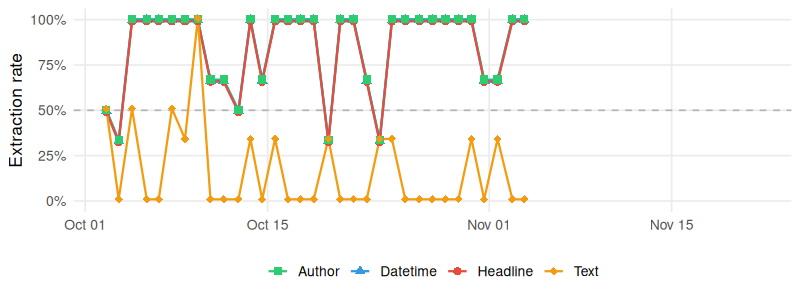 Extraction rate
100%
75%
50%
25%
0%
Oct 01 Oct 15 Nov 01 Nov 15
Author Datetime Headline Text